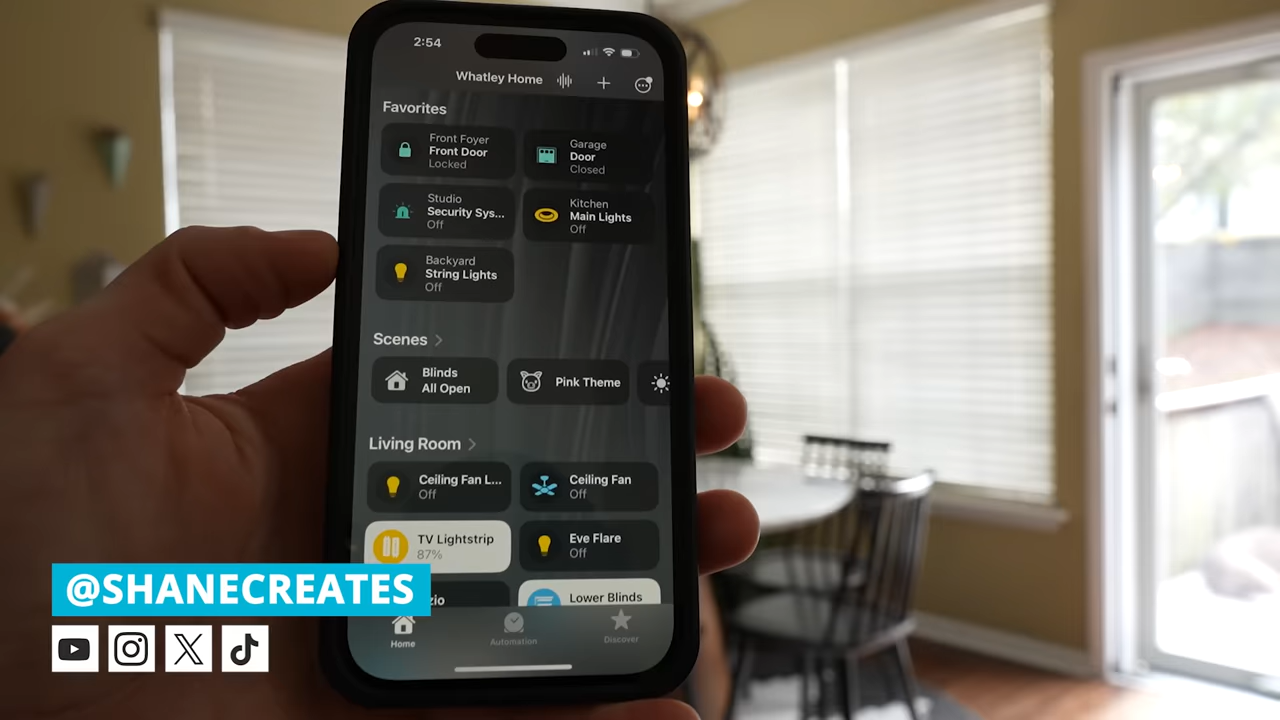 2:54
Whatley Home
Favorites
Front Foyer
Front Door
Locked
Garage
Door
Closed
Studio
Security Sys...
Off
Kitchen
Main Lights
Off
Backyard
String Lights
Off
Scenes
Blinds
All Open
Pink Theme
Living Room
Ceiling Fan L...
Off
Ceiling Fan
Off
TV Lightstrip
87%
Eve Flare
Off
zio
Lower Blinds
Home
Automation
Discover
@SHANECREATES